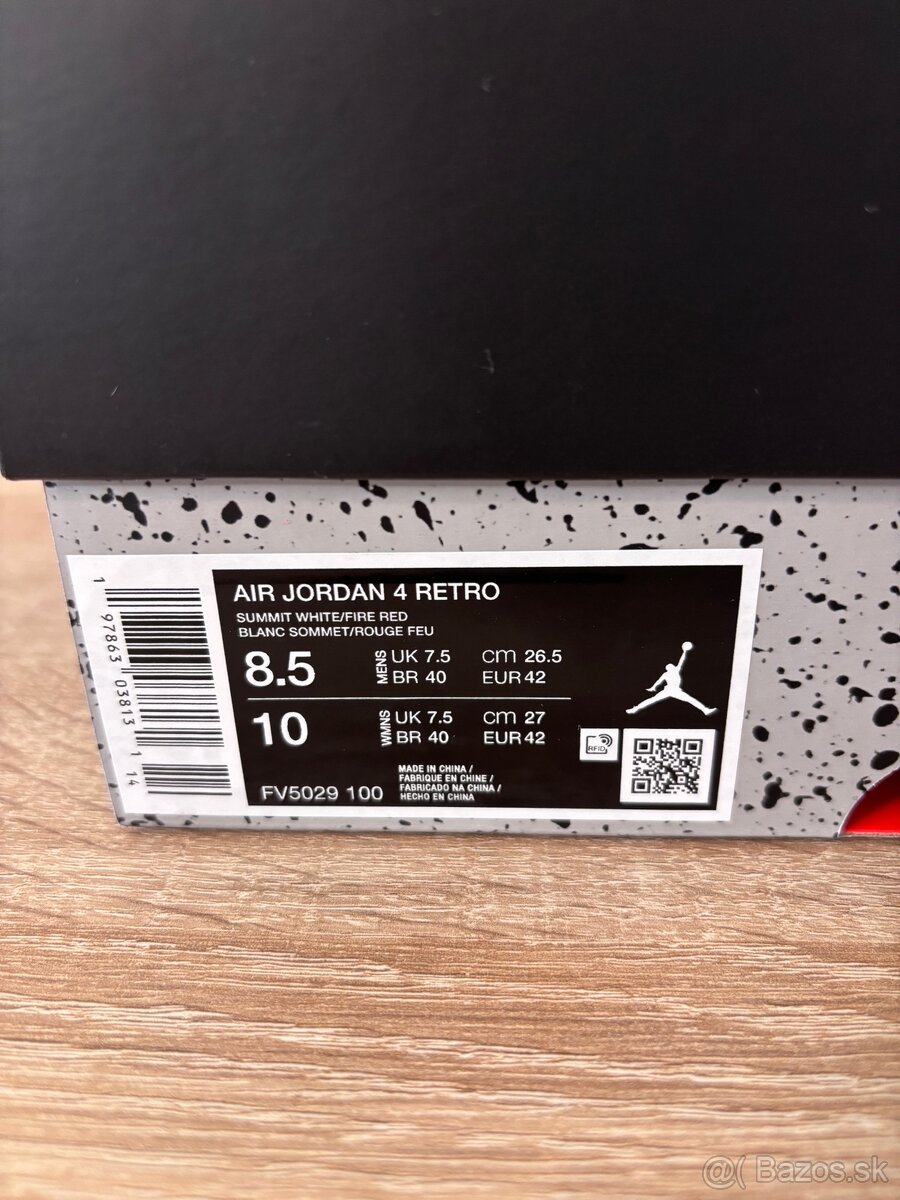 AIR JORDAN 4 RETRO
SUMMIT WHITE/FIRE RED
BLANC SOMMET/ROUGE FEU
8.5 MENS UK 7.5 cm 26.5
BR 40 EUR 42
10 WMNS UK 7.5 cm 27
BR 40 EUR 42
MADE IN CHINA /
FABRIQUE EN CHINE /
FABRICADO NA CHINA /
HECHO EN CHINA
FV5029 100
RFID
1 97863 03813 1 14
@( Bazos.sk